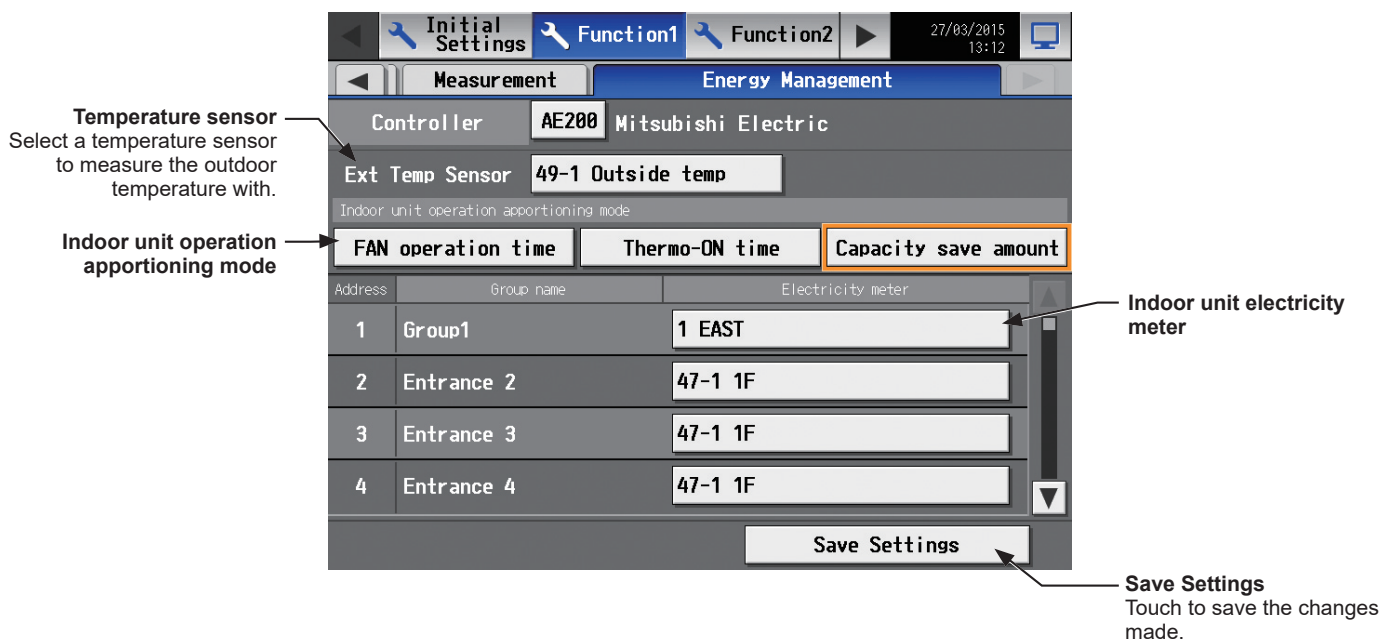 Initial
Settings
Function1
Function2
27/03/2015
13:12
Measurement
Energy Management
Temperature sensor
Select a temperature sensor
to measure the outdoor
temperature with.
Controller
AE200
Mitsubishi Electric
Ext Temp Sensor
49-1 Outside temp
Indoor unit operation apportioning mode
Indoor unit operation
apportioning mode
FAN operation time
Thermo-ON time
Capacity save amount
Address
Group name
Electricity meter
Indoor unit electricity
meter
1 Group1 1 EAST
2 Entrance 2 47-1 1F
3 Entrance 3 47-1 1F
4 Entrance 4 47-1 1F
Save Settings
Save Settings
Touch to save the changes
made.